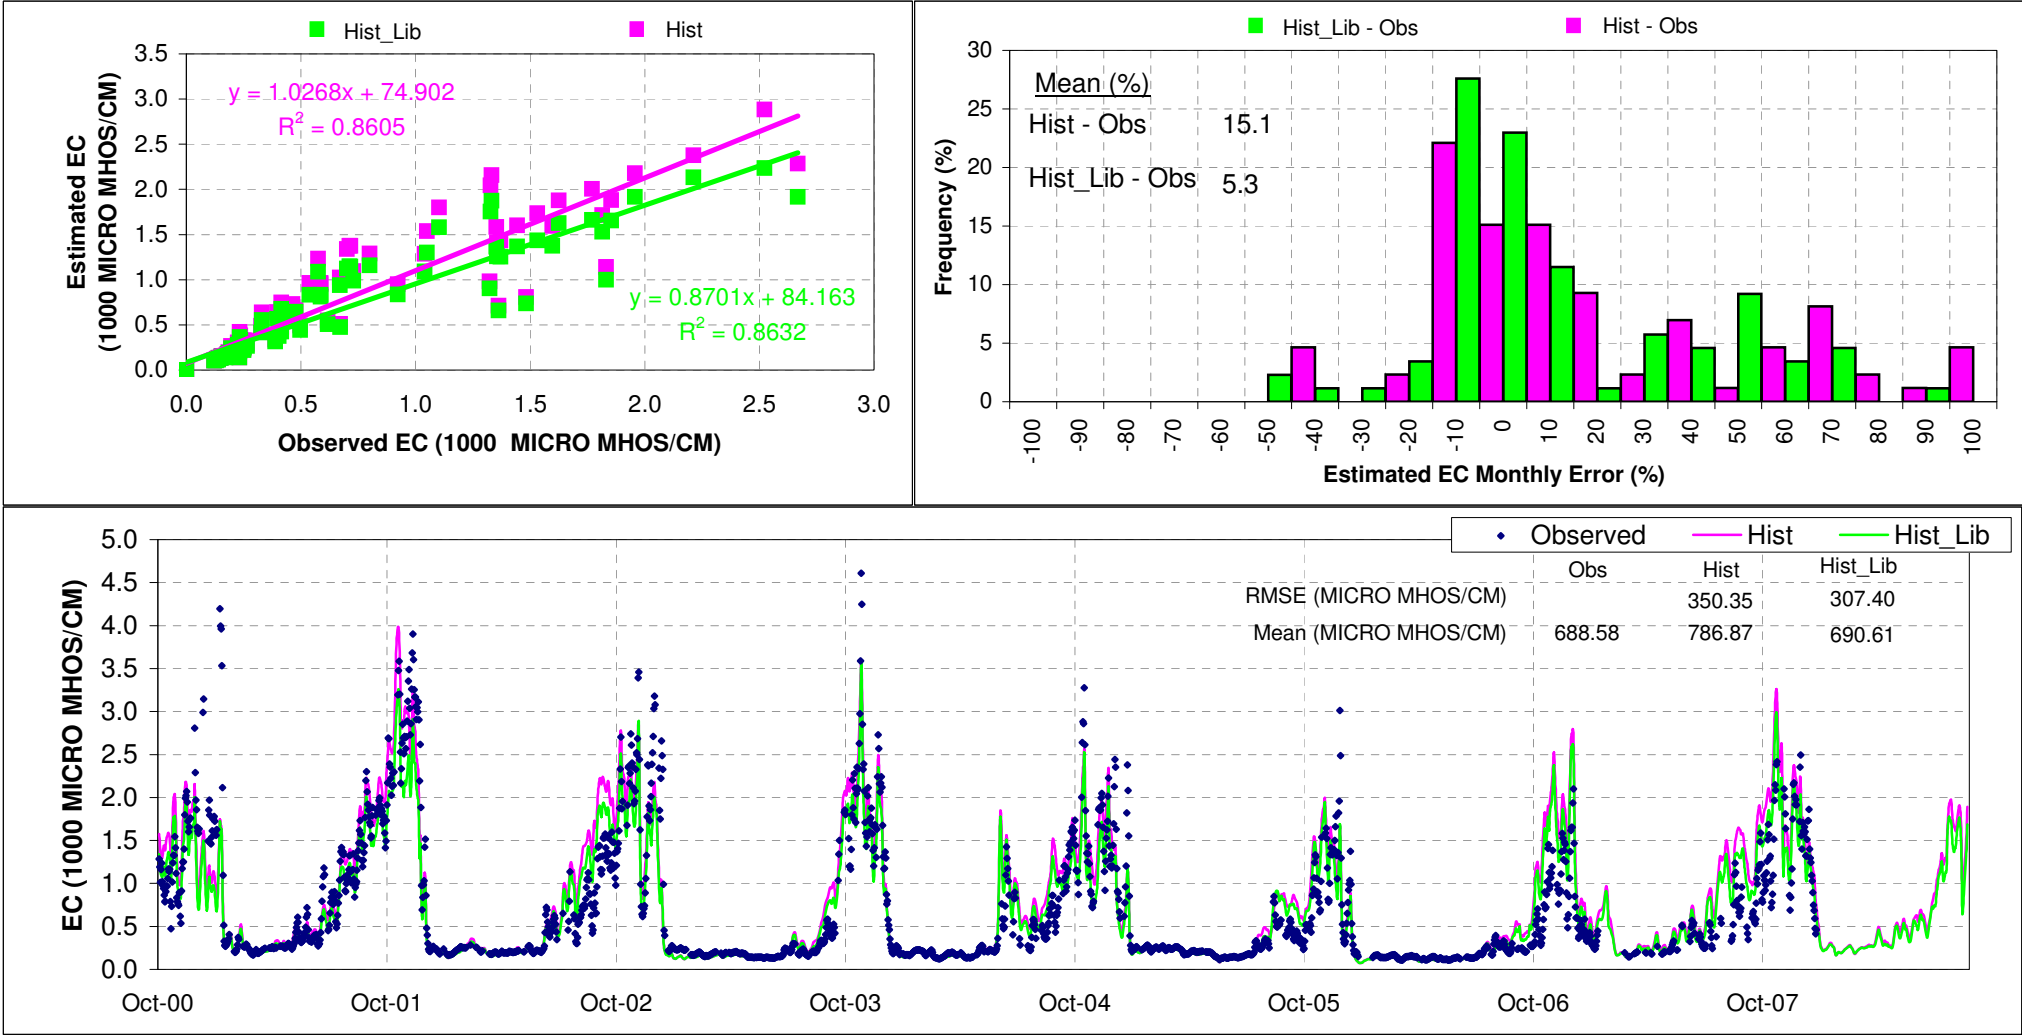 Hist_Lib
Hist
3.5
3.0
2.5
2.0
1.5
1.0
0.5
0.0
Estimated EC
(1000 MICRO MHOS/CM)
y = 1.0268x + 74.902
R² = 0.8605
y = 0.8701x + 84.163
R² = 0.8632
0.0 0.5 1.0 1.5 2.0 2.5 3.0
Observed EC (1000 MICRO MHOS/CM)
Hist_Lib - Obs
Hist - Obs
30
25
20
15
10
5
0
Frequency (%)
Mean (%)
Hist - Obs 15.1
Hist_Lib - Obs 5.3
-100 -90 -80 -70 -60 -50 -40 -30 -20 -10 0 10 20 30 40 50 60 70 80 90 100
Estimated EC Monthly Error (%)
Observed Hist Hist_Lib
Obs Hist Hist_Lib
RMSE (MICRO MHOS/CM) 350.35 307.40
Mean (MICRO MHOS/CM) 688.58 786.87 690.61
5.0
4.5
4.0
3.5
3.0
2.5
2.0
1.5
1.0
0.5
0.0
EC (1000 MICRO MHOS/CM)
Oct-00 Oct-01 Oct-02 Oct-03 Oct-04 Oct-05 Oct-06 Oct-07